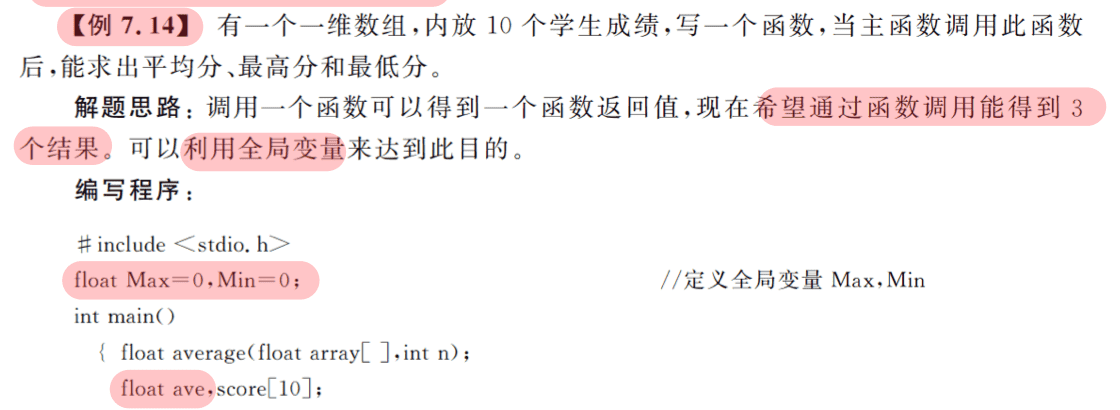 【例 7.14】 有一个一维数组,内放 10 个学生成绩,写一个函数,当主函数调用此函数
后,能求出平均分、最高分和最低分。
解题思路:调用一个函数可以得到一个函数返回值,现在希望通过函数调用能得到 3
个结果。可以利用全局变量来达到此目的。
编写程序:
#include <stdio.h>
float Max=0,Min=0; //定义全局变量 Max,Min
int main()
{ float average(float array[ ],int n);
float ave,score[10];